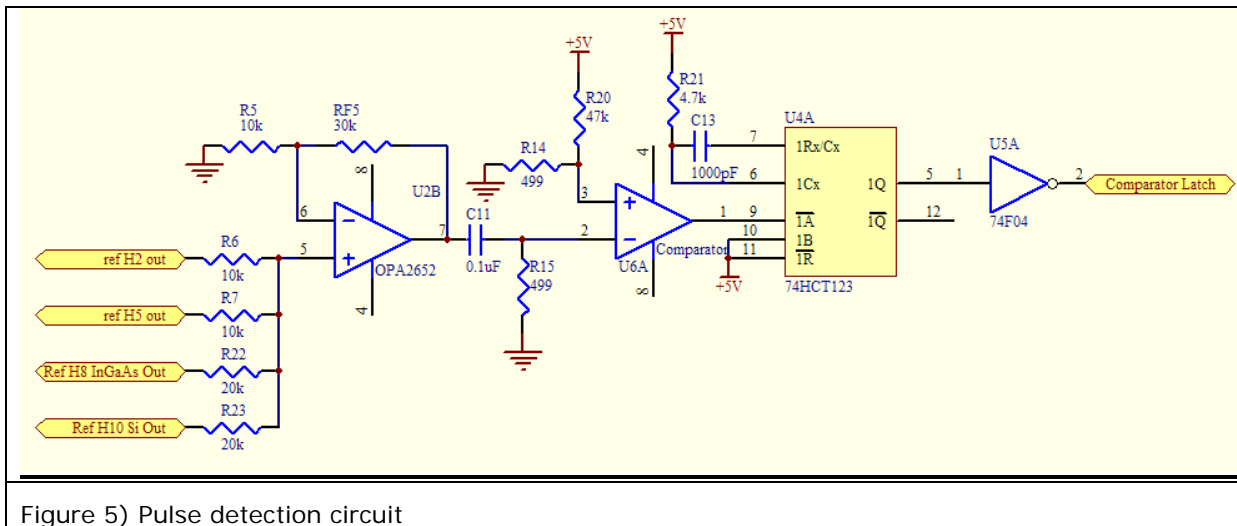 +5V
+5V
R5
10k
RF5
30k
R20
47k
R21
4.7k
C13
1000pF
U4A
R14
499
4
7
1Rx/Cx
6
1Cx
1Q
5
1
U5A
2
Comparator Latch
74F04
8
U2B
6
7
C11
0.1uF
3
2
1
Comparator
U6A
8
9
1A
10
1B
11
1R
+5V
1Q
12
74HCT123
ref H2 out
R6
10k
5
OPA2652
4
R15
499
ref H5 out
R7
10k
Ref H8 InGaAs Out
R22
20k
Ref H10 Si Out
R23
20k
Figure 5) Pulse detection circuit